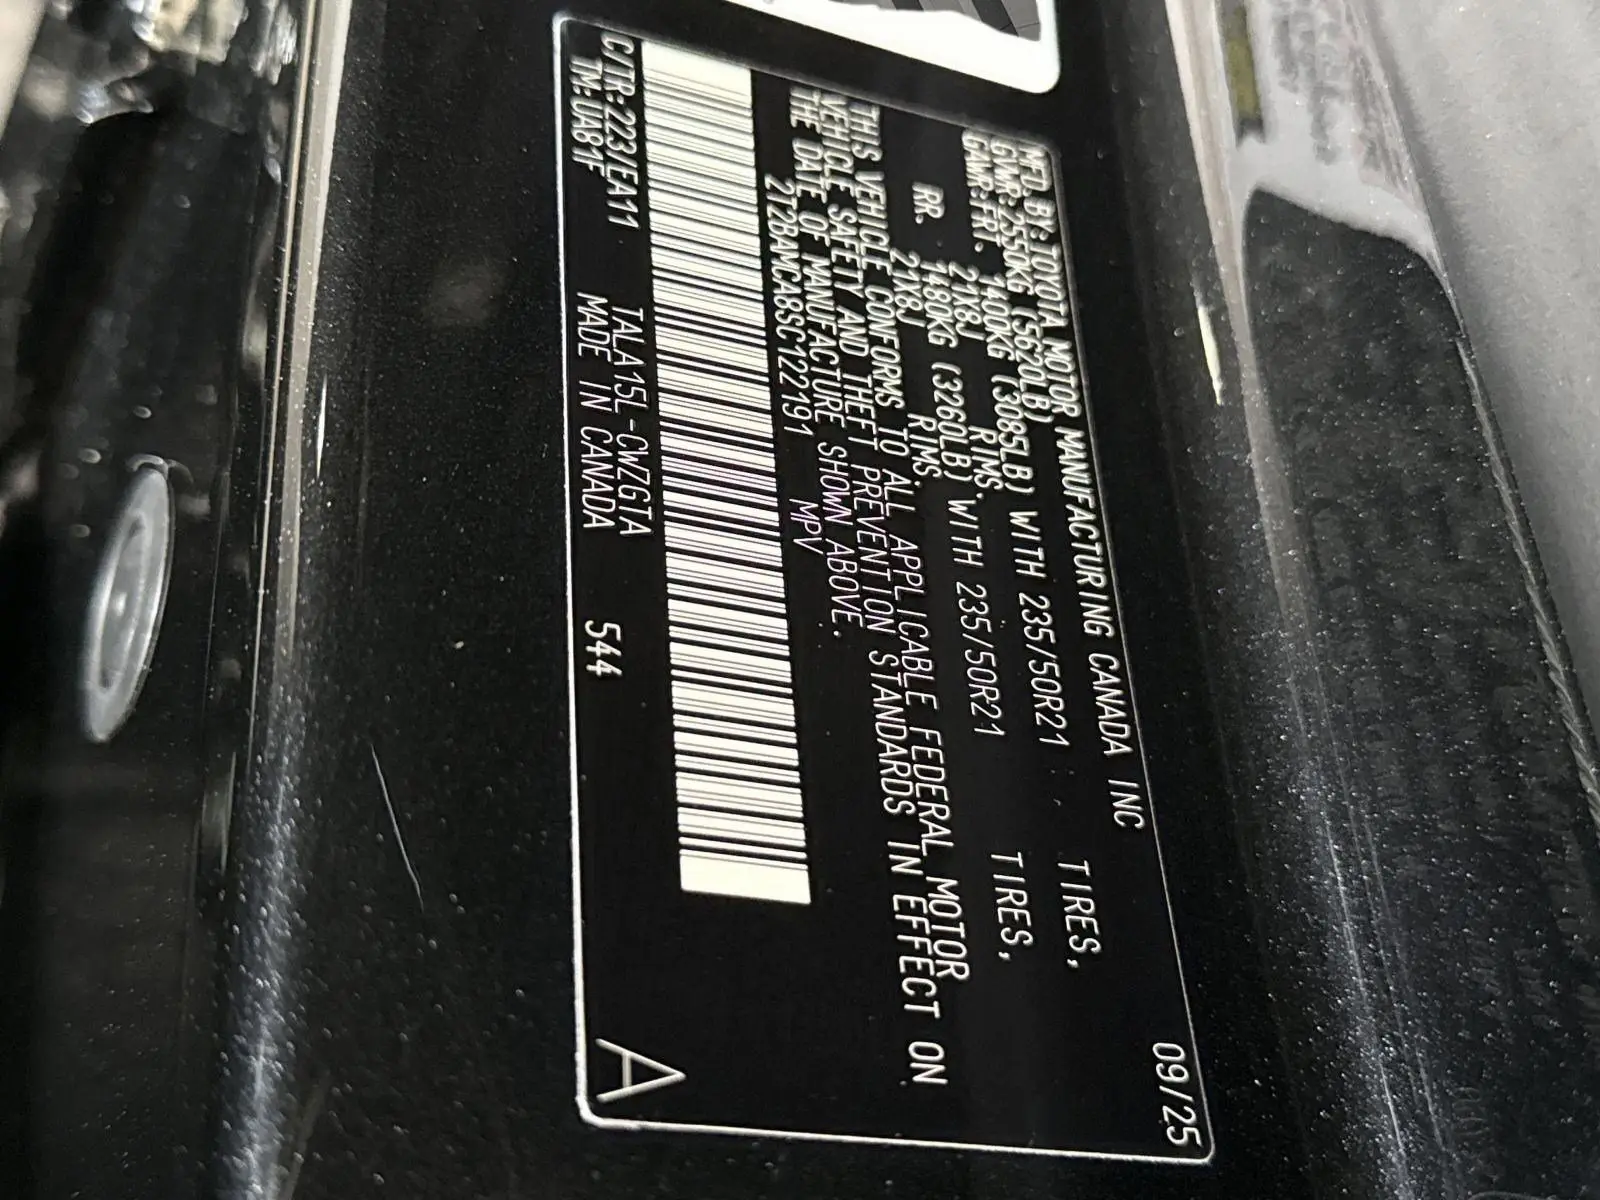 MFD. BY: TOYOTA MOTOR MANUFACTURING CANADA INC 09/25
GVWR: 2550KG (5620LB)
GAWR: FRT. 1400KG (3085LB) WITH 235/50R21 TIRES,
21X8J RIMS.
RR. 1480KG (3260LB) WITH 235/50R21 TIRES,
21X8J RIMS.
THIS VEHICLE CONFORMS TO ALL APPLICABLE FEDERAL MOTOR
VEHICLE SAFETY AND THEFT PREVENTION STANDARDS IN EFFECT ON
THE DATE OF MANUFACTURE SHOWN ABOVE.
2T2BAMCA8SC122191 MPV
C/TR: 223/EA11 TALA15L-CWZGTA
TM: UA81F MADE IN CANADA 544 A